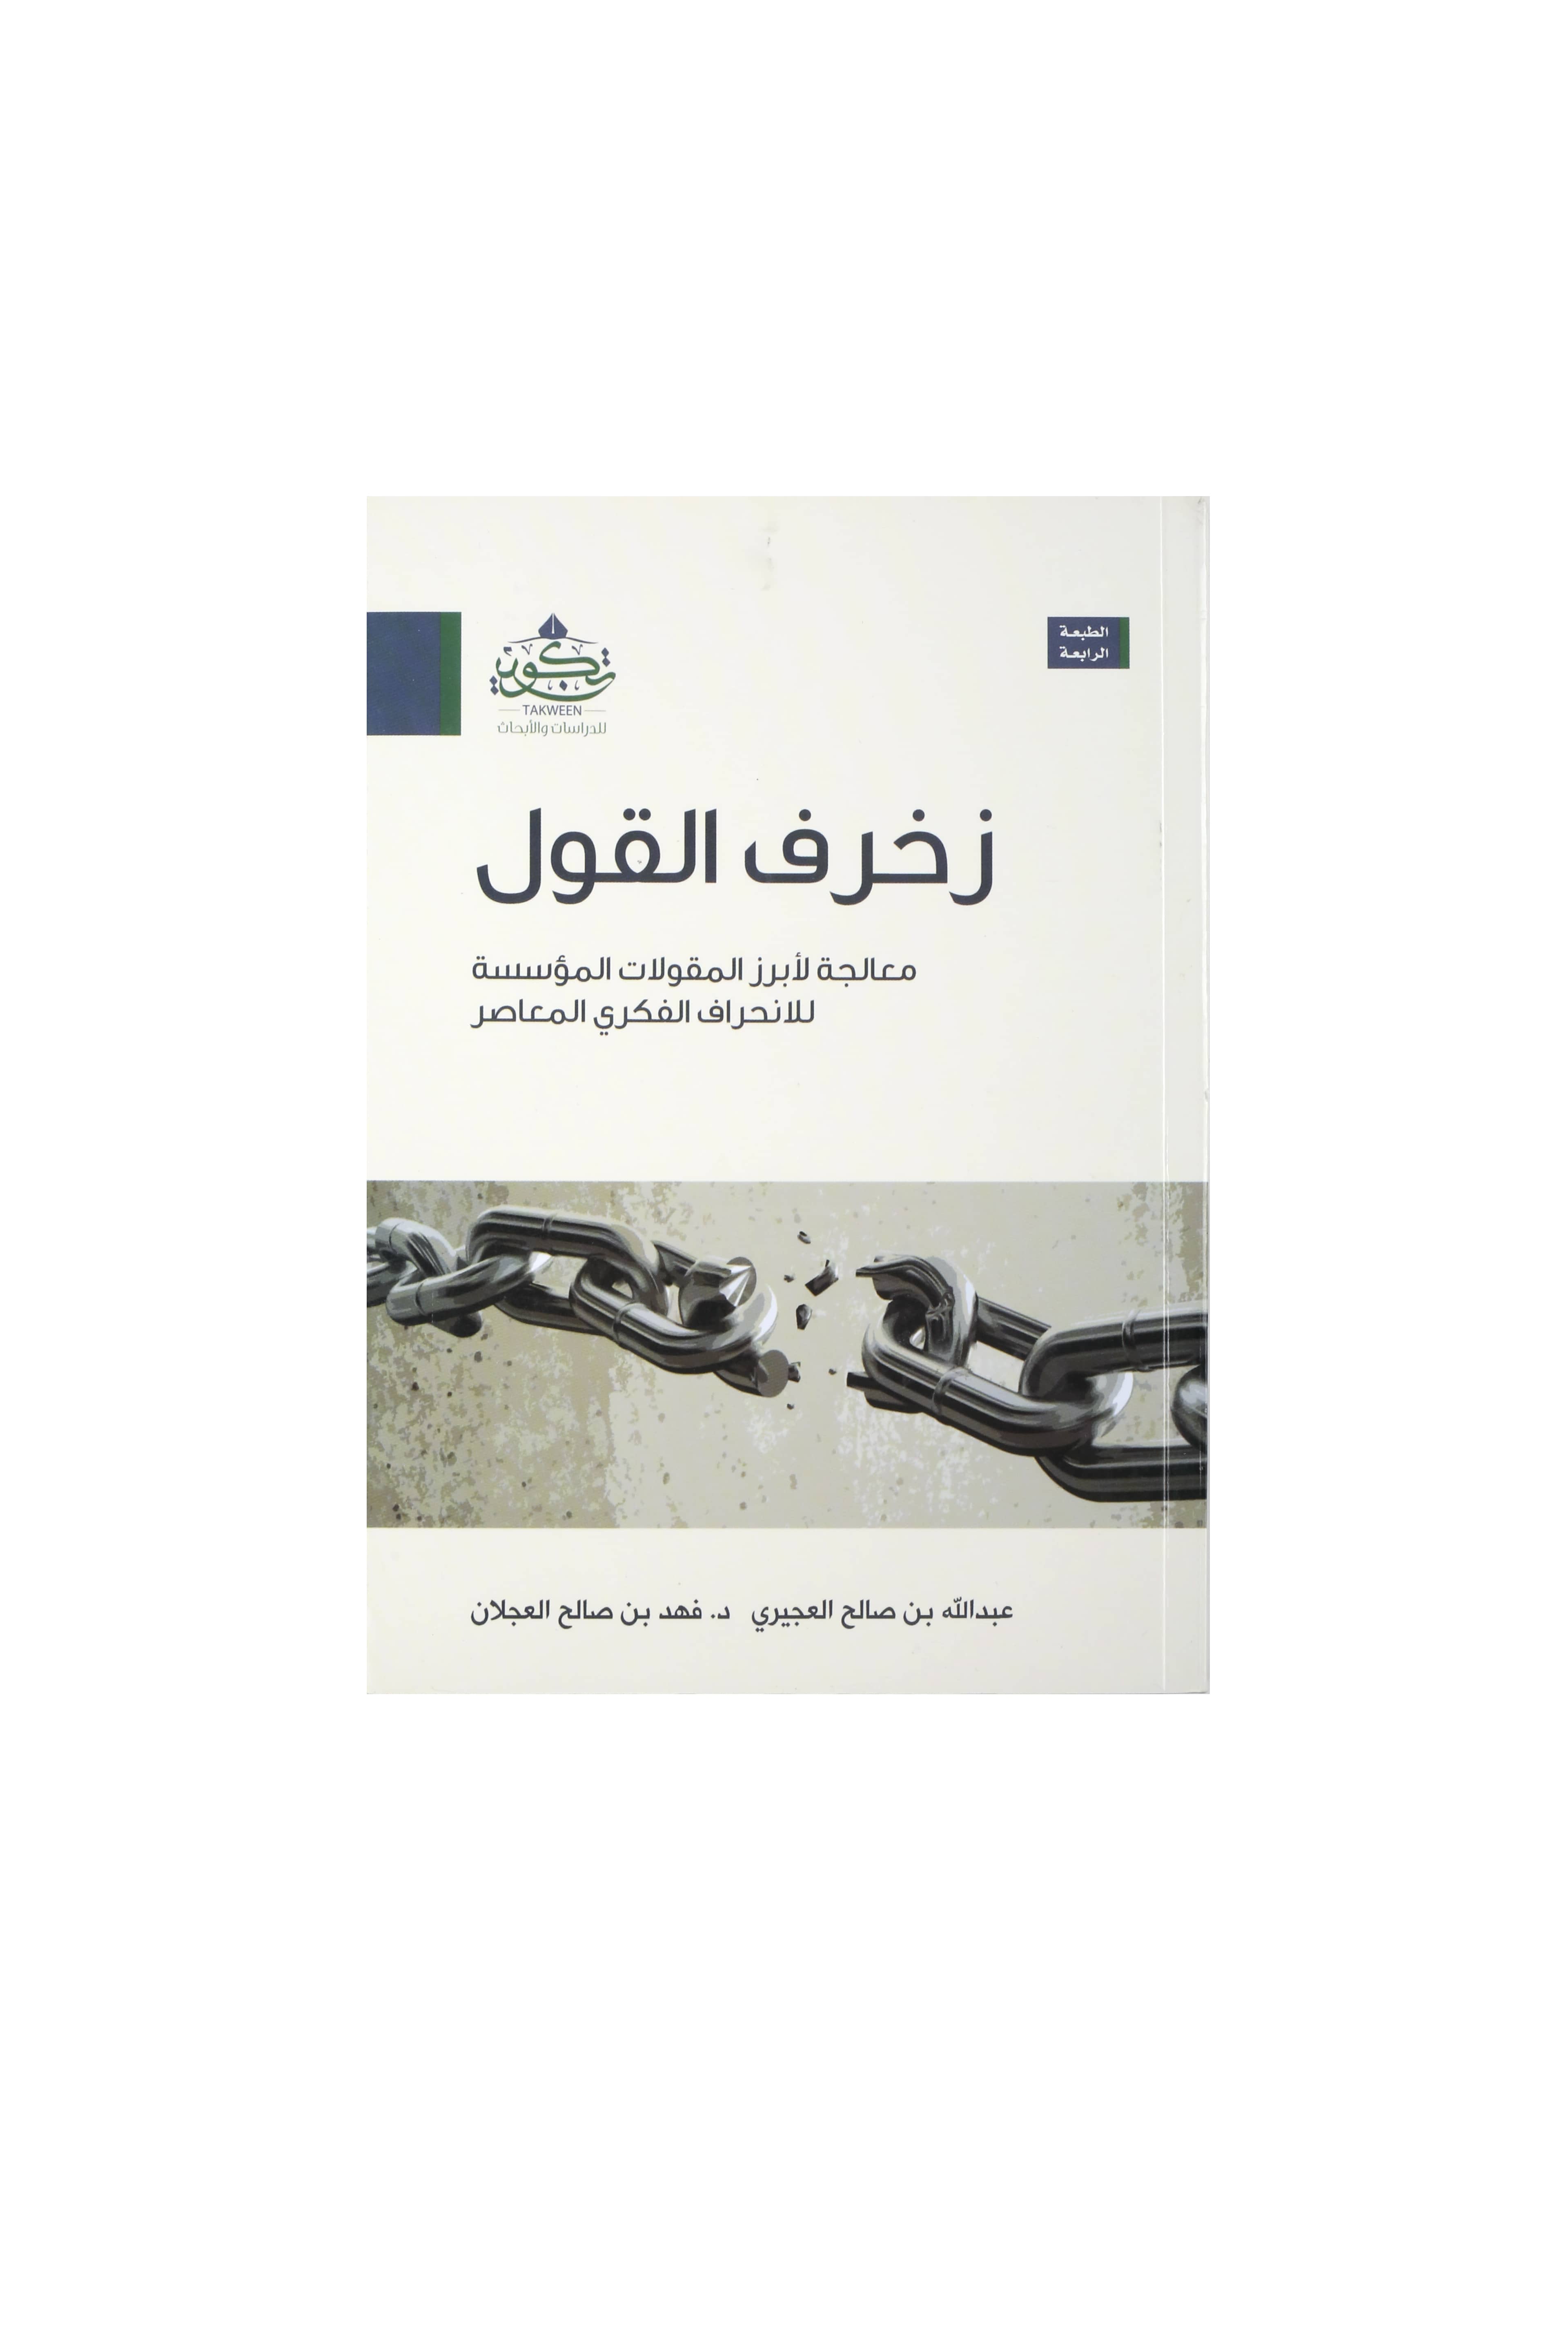 الطبعة
الرابعة
تكوين
TAKWEEN
للدراسات والأبحاث
زخرف القول
معالجة لأبرز المقولات المؤسسة
للانحراف الفكري المعاصر
عبدالله بن صالح العجيري د. فهد بن صالح العجلان